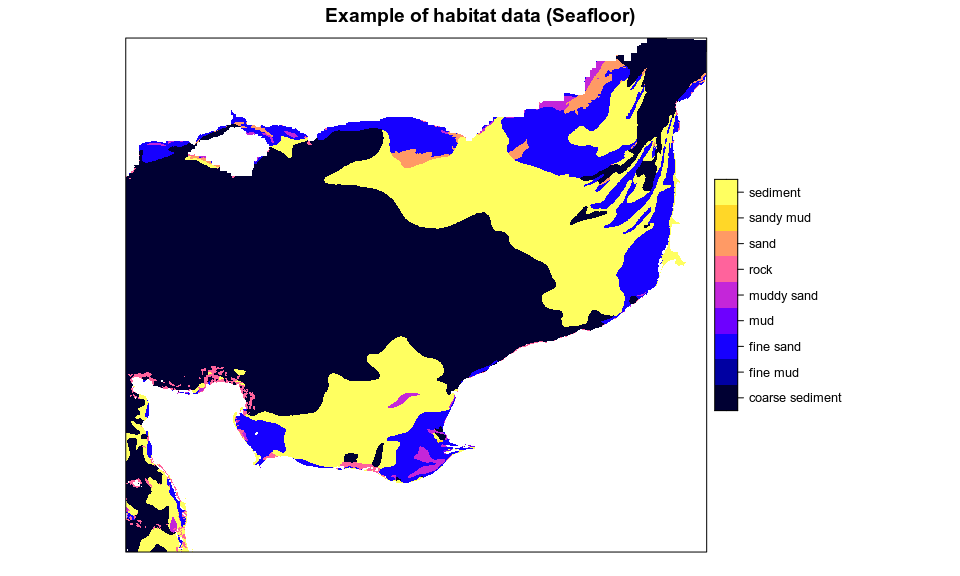 Example of habitat data (Seafloor)
sediment
sandy mud
sand
rock
muddy sand
mud
fine sand
fine mud
coarse sediment